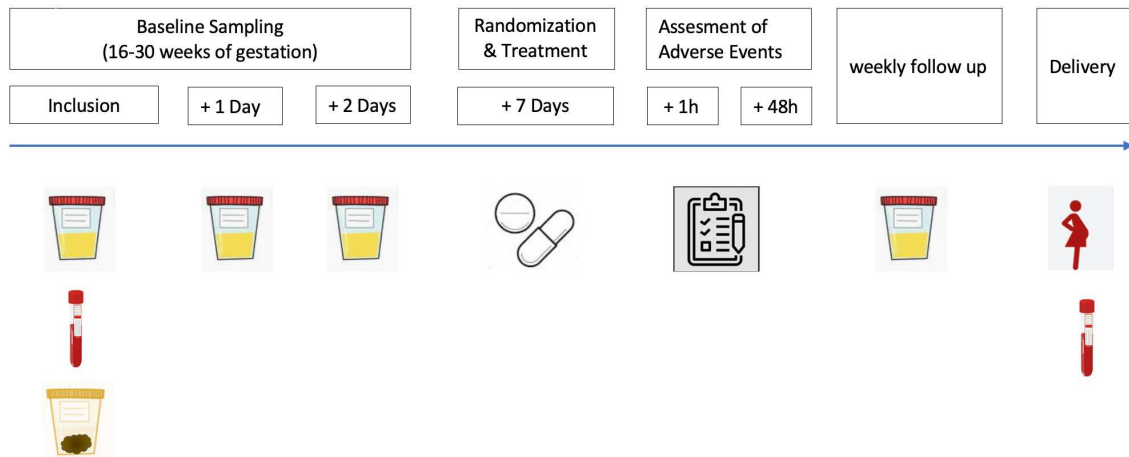 Baseline Sampling
(16-30 weeks of gestation)
Randomization
& Treatment
Assesment of
Adverse Events
weekly follow up
Delivery
Inclusion
+ 1 Day
+ 2 Days
+ 7 Days
+ 1h
+ 48h